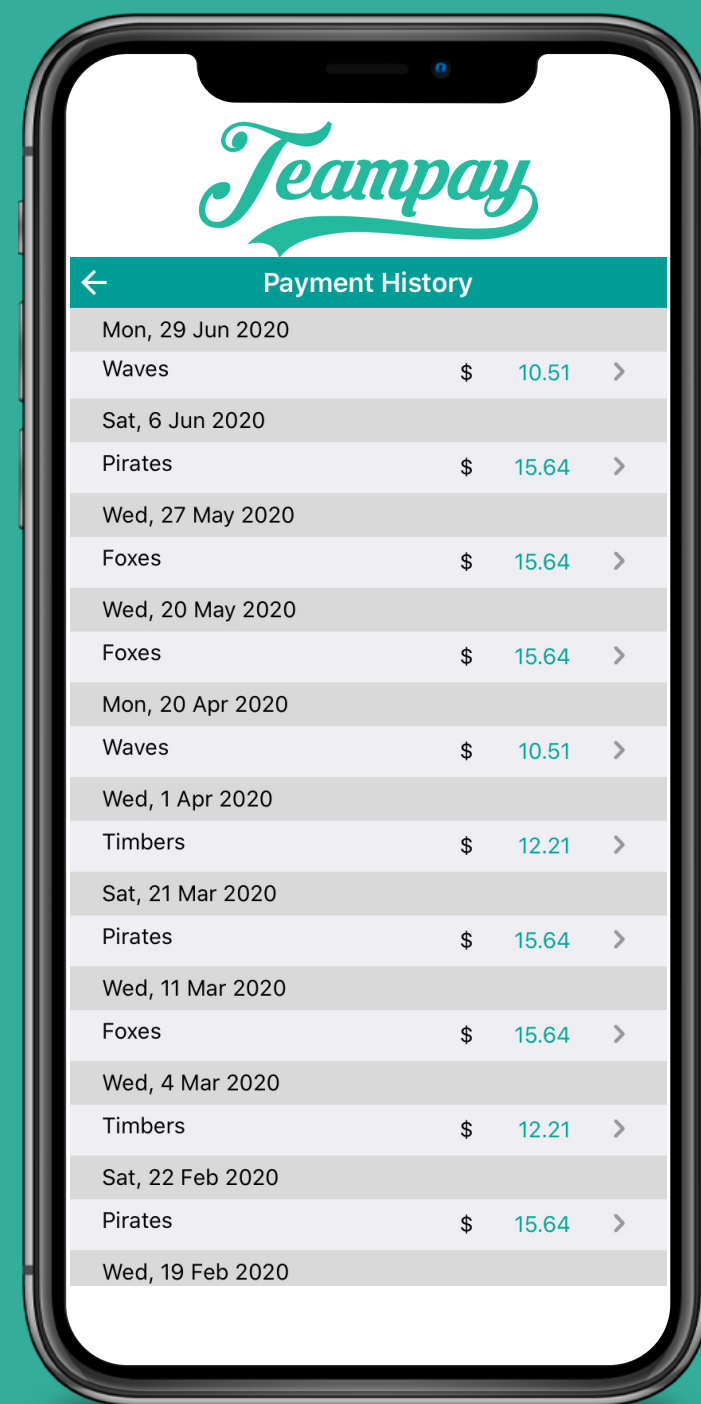 Teampay
Payment History
Mon, 29 Jun 2020
Waves $ 10.51
Sat, 6 Jun 2020
Pirates $ 15.64
Wed, 27 May 2020
Foxes $ 15.64
Wed, 20 May 2020
Foxes $ 15.64
Mon, 20 Apr 2020
Waves $ 10.51
Wed, 1 Apr 2020
Timbers $ 12.21
Sat, 21 Mar 2020
Pirates $ 15.64
Wed, 11 Mar 2020
Foxes $ 15.64
Wed, 4 Mar 2020
Timbers $ 12.21
Sat, 22 Feb 2020
Pirates $ 15.64
Wed, 19 Feb 2020